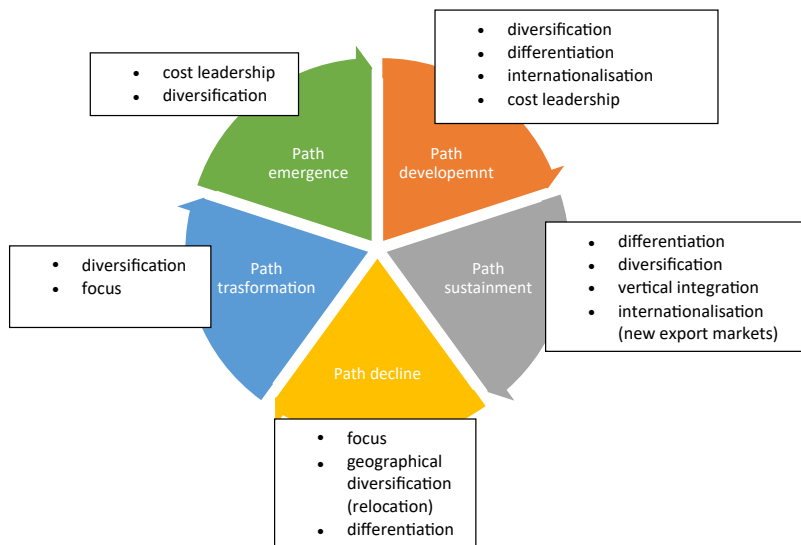 • cost leadership
• diversification
• diversification
• differentiation
• internationalisation
• cost leadership
Path
emergence
Path
developemnt
• diversification
• focus
Path
trasformation
Path
sustainment
• differentiation
• diversification
• vertical integration
• internationalisation
(new export markets)
Path decline
• focus
• geographical
diversification
(relocation)
• differentiation